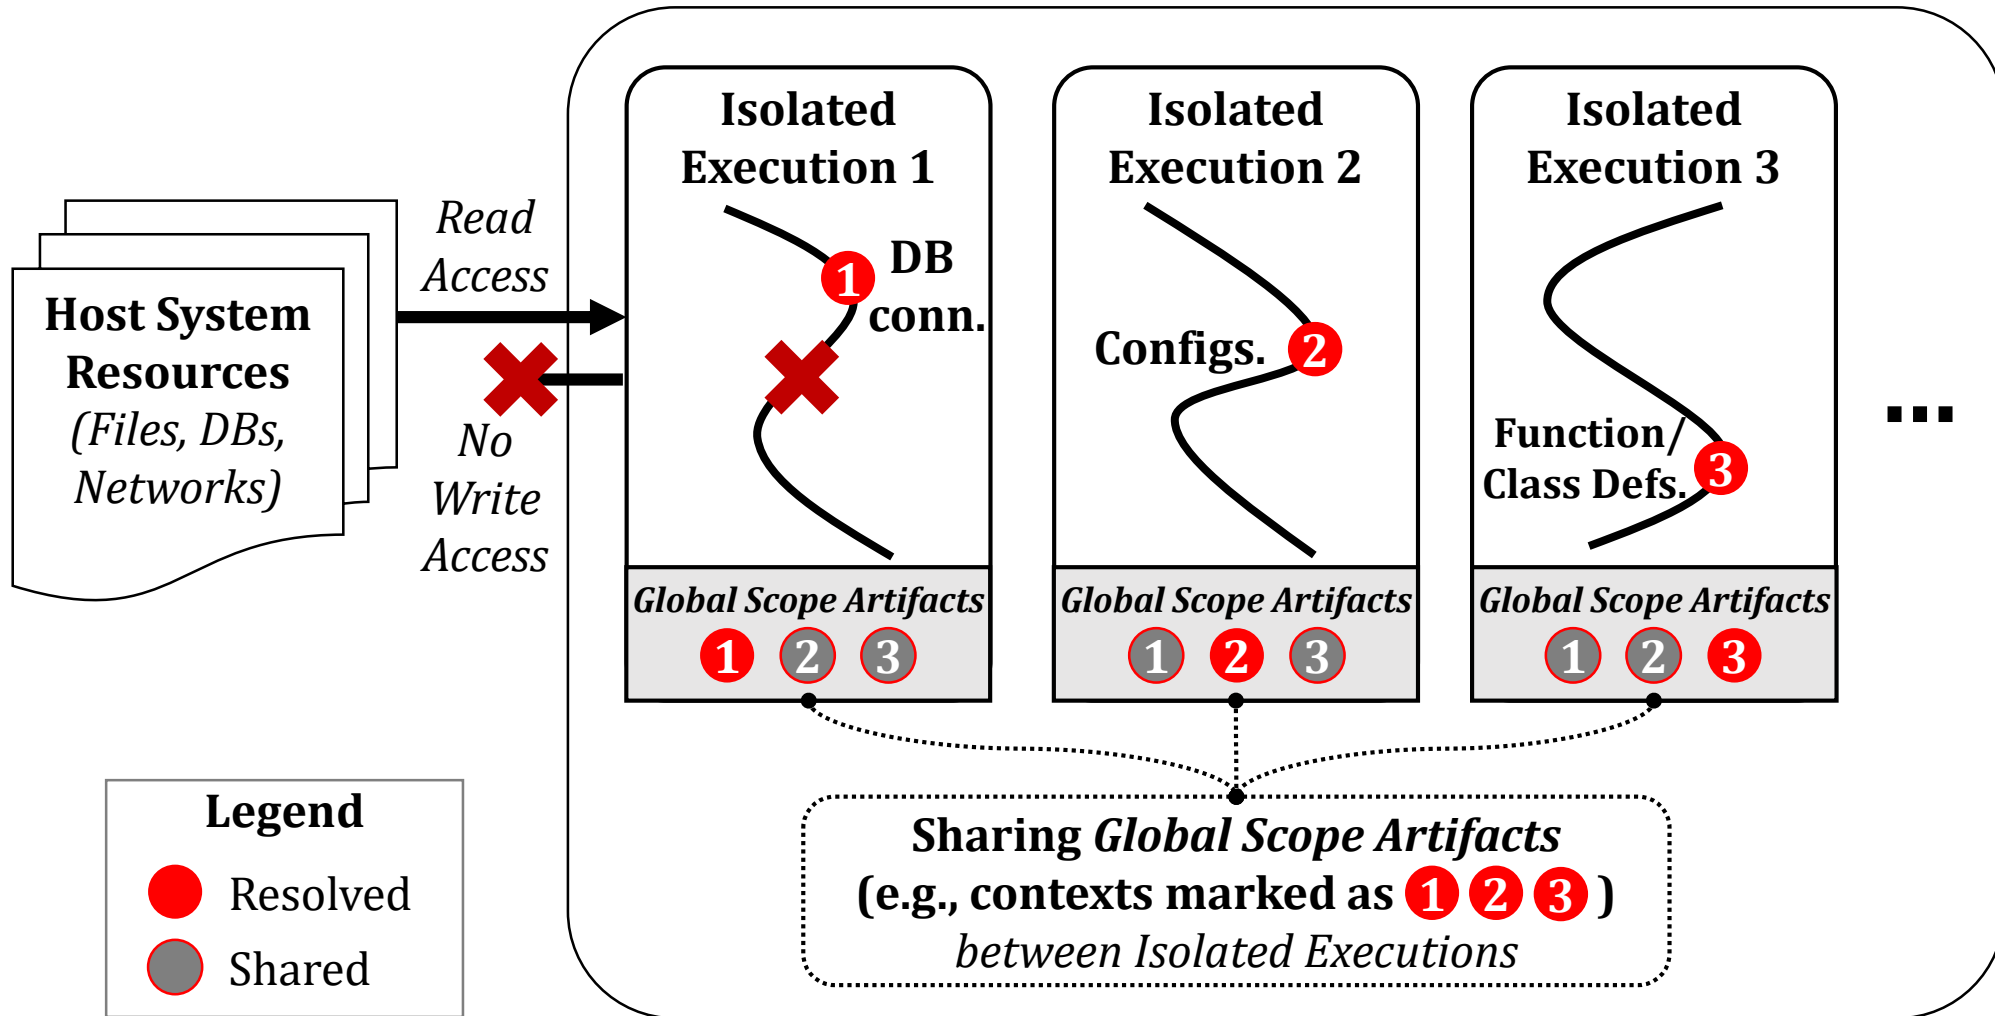 Host System
Resources
(Files, DBs,
Networks)
Read
Access
No
Write
Access
Isolated
Execution 1
1
DB
conn.
Global Scope Artifacts
1 2 3
Isolated
Execution 2
Configs.
2
Global Scope Artifacts
1 2 3
Isolated
Execution 3
Function/
Class Defs.
3
Global Scope Artifacts
1 2 3
...
Sharing Global Scope Artifacts
(e.g., contexts marked as 1 2 3 )
between Isolated Executions
Legend
Resolved
Shared